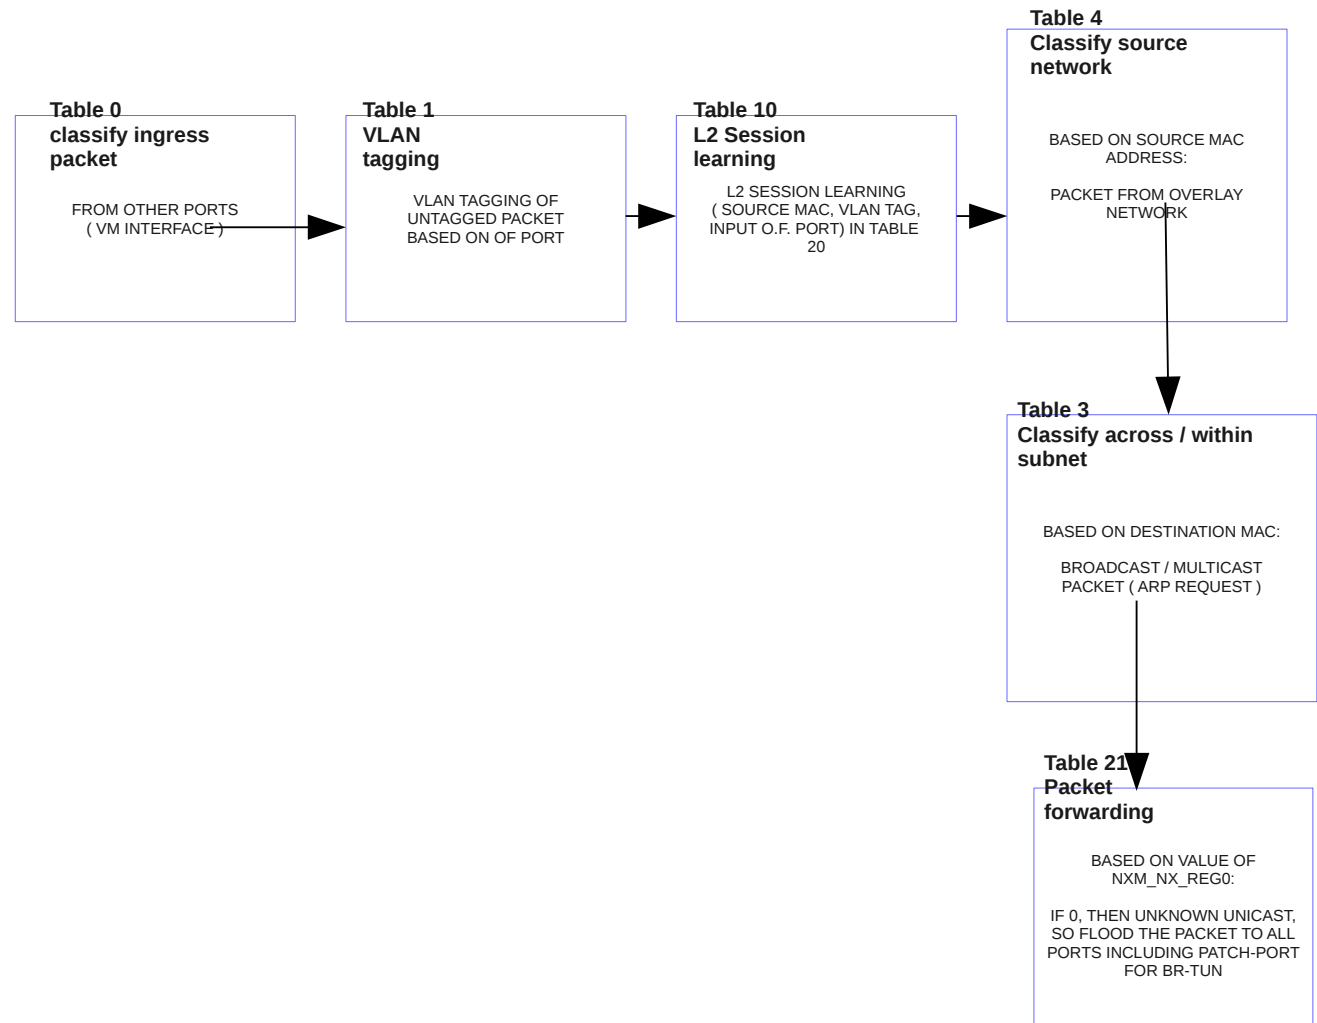 Table 0
classify ingress
packet
FROM OTHER PORTS
( VM INTERFACE )
Table 1
VLAN
tagging
VLAN TAGGING OF
UNTAGGED PACKET
BASED ON OF PORT
Table 10
L2 Session
learning
L2 SESSION LEARNING
( SOURCE MAC, VLAN TAG,
INPUT O.F. PORT) IN TABLE
20
Table 4
Classify source
network
BASED ON SOURCE MAC
ADDRESS:
PACKET FROM OVERLAY
NETWORK
Table 3
Classify across / within
subnet
BASED ON DESTINATION MAC:
BROADCAST / MULTICAST
PACKET ( ARP REQUEST )
Table 21
Packet
forwarding
BASED ON VALUE OF
NXM_NX_REG0:
IF 0, THEN UNKNOWN UNICAST,
SO FLOOD THE PACKET TO ALL
PORTS INCLUDING PATCH-PORT
FOR BR-TUN